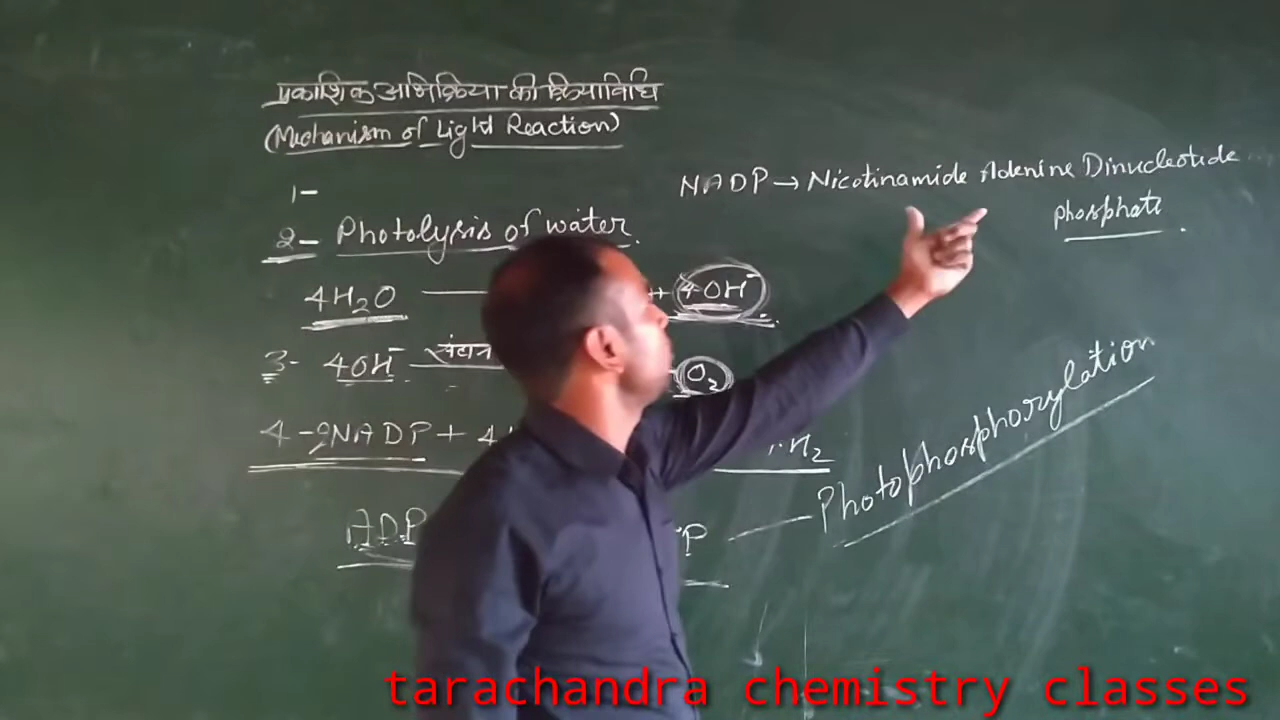 प्रकाशिक अभिक्रिया की क्रियाविधि
(Mechanism of Light Reaction)
1-
2- Photolysis of water.
4H₂O + 4OH⁻
3- 4OH⁻ O₂
4- 2NADP + 4 H₂
ADP P Photophosphorylation
NADP → Nicotinamide Adenine Dinucleotide
phosphate.
tarachandra chemistry classes